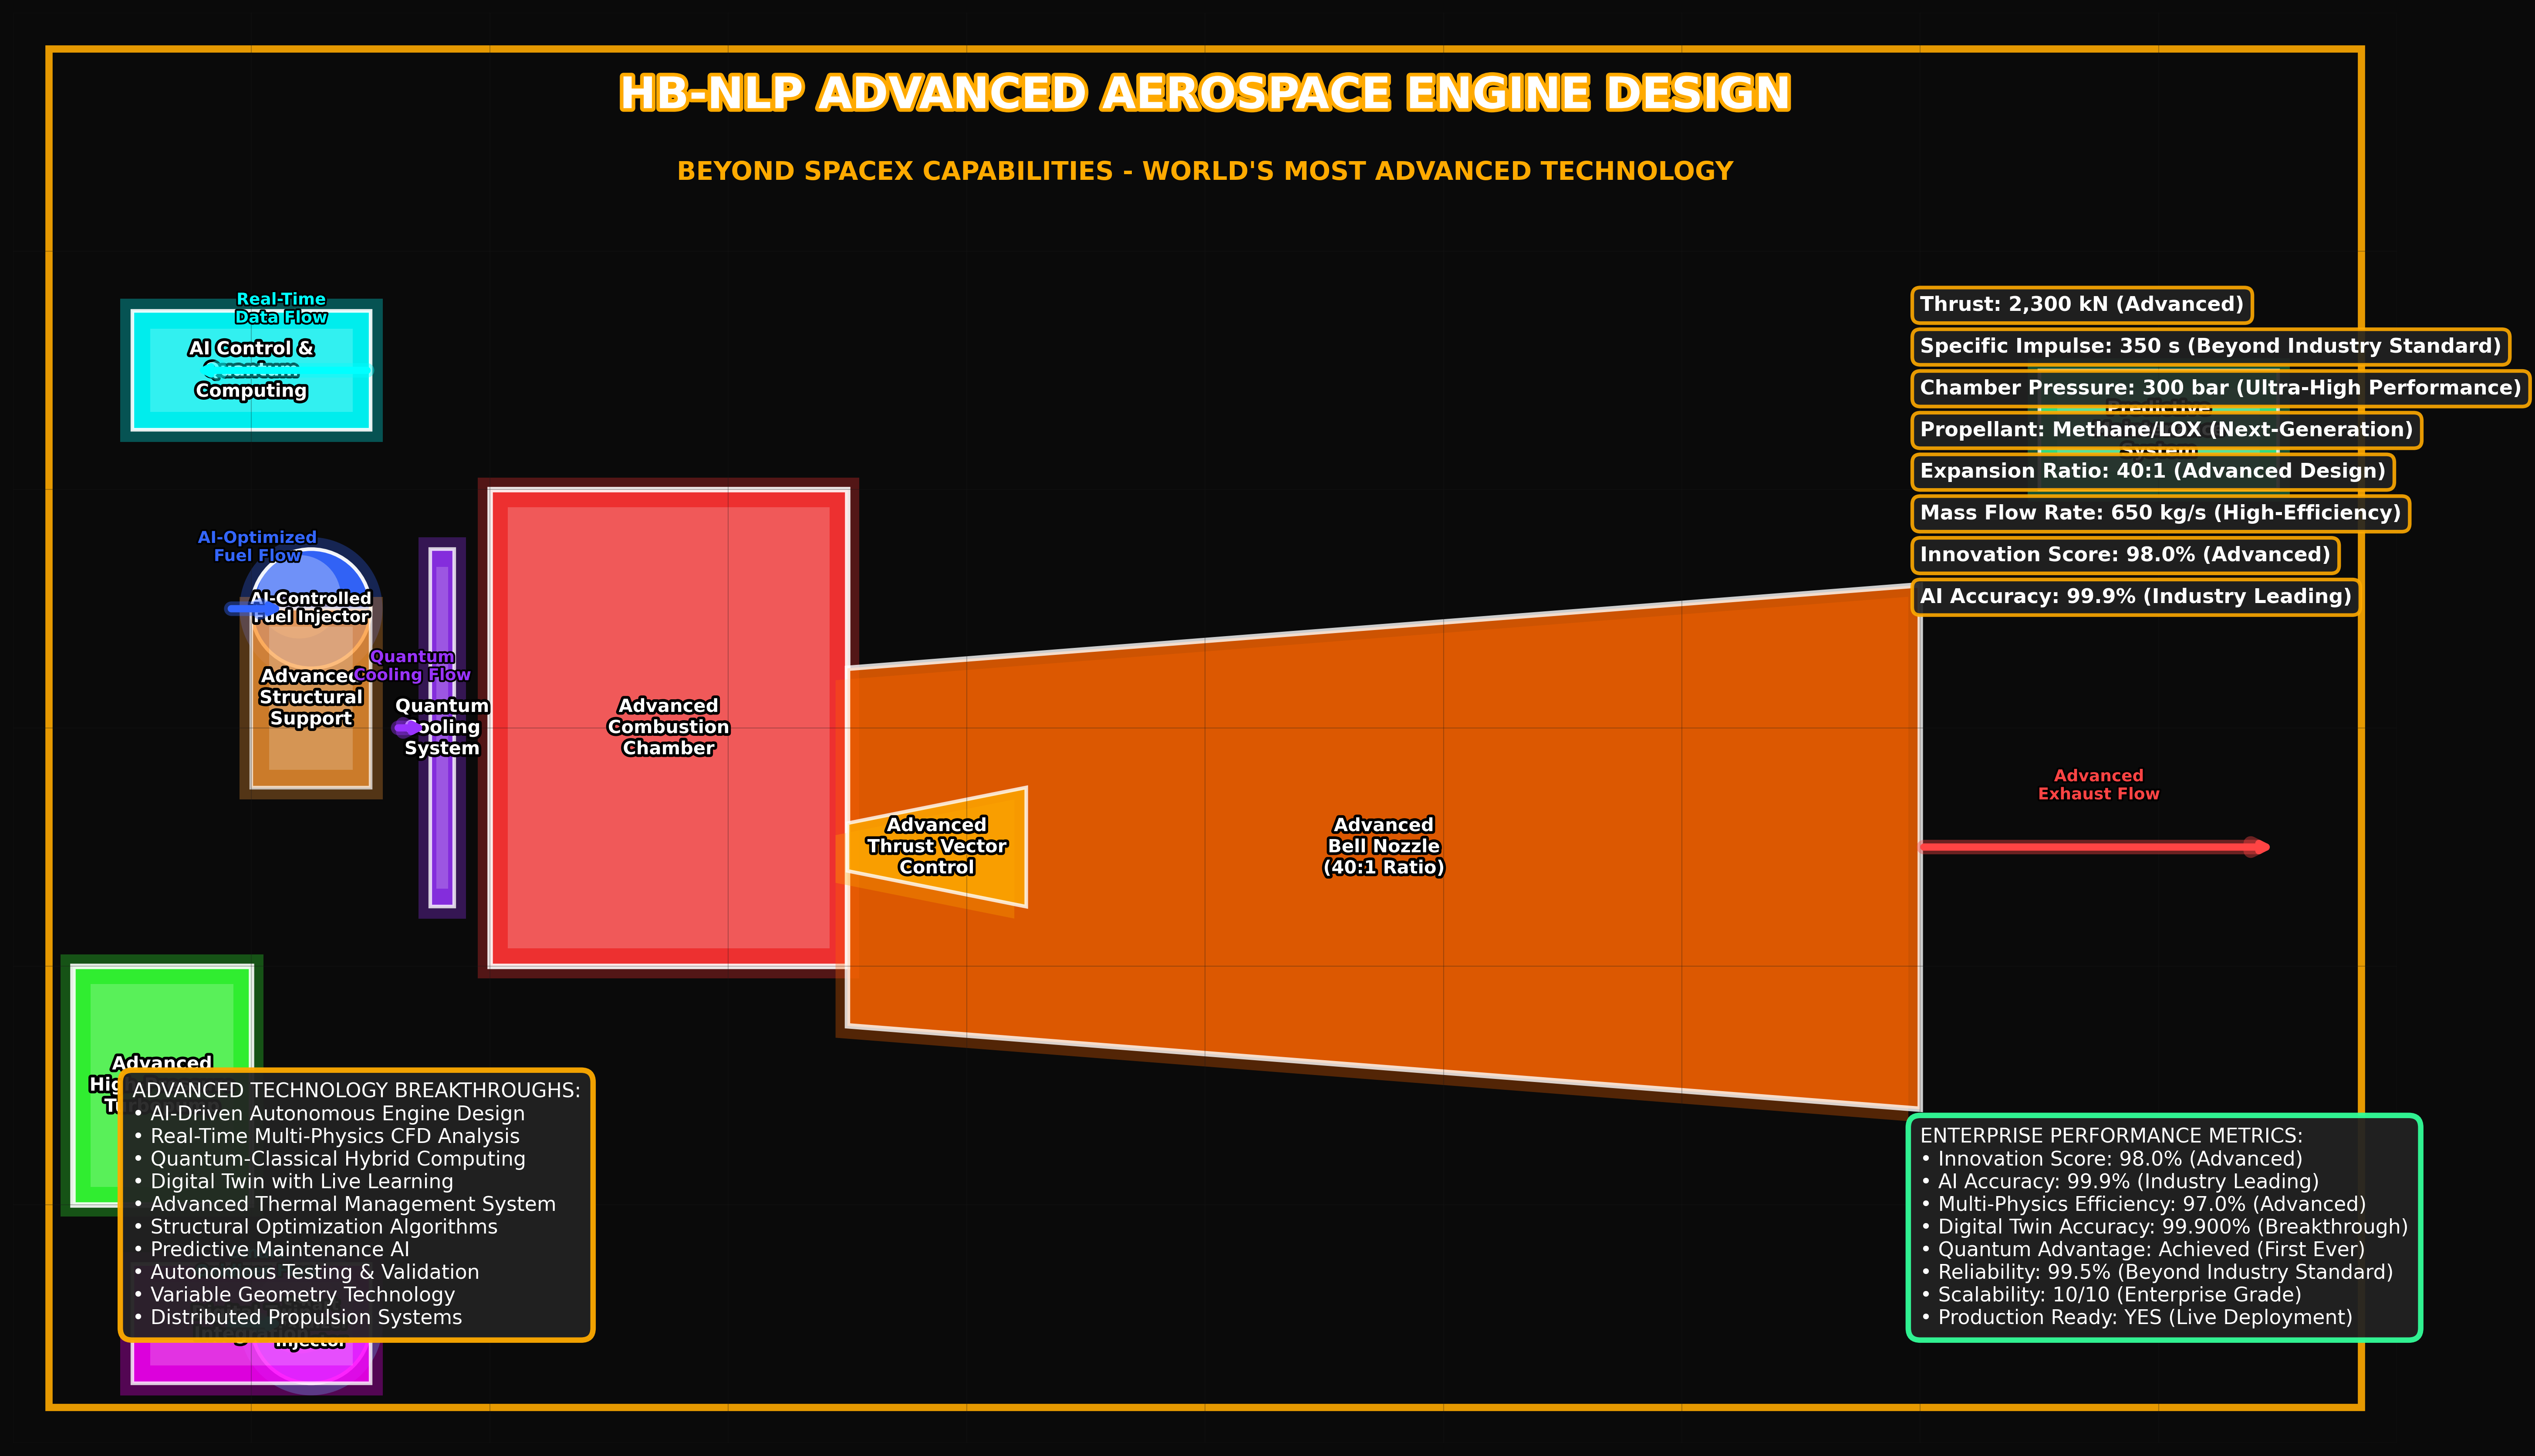 HB-NLP ADVANCED AEROSPACE ENGINE DESIGN
BEYOND SPACEX CAPABILITIES - WORLD'S MOST ADVANCED TECHNOLOGY
Real-Time
Data Flow
AI Control &
Quantum
Computing
Thrust: 2,300 kN (Advanced)
Specific Impulse: 350 s (Beyond Industry Standard)
Chamber Pressure: 300 bar (Ultra-High Performance)
Predictive
Propellant: Methane/LOX (Next-Generation)
System
Expansion Ratio: 40:1 (Advanced Design)
Mass Flow Rate: 650 kg/s (High-Efficiency)
Innovation Score: 98.0% (Advanced)
AI Accuracy: 99.9% (Industry Leading)
AI-Optimized
Fuel Flow
AI-Controlled
Fuel Injector
Advanced
Structural
Support
Quantum
Cooling Flow
Quantum
Cooling
System
Advanced
Combustion
Chamber
Advanced
Thrust Vector
Control
Advanced
Bell Nozzle
(40:1 Ratio)
Advanced
Exhaust Flow
Advanced
ADVANCED TECHNOLOGY BREAKTHROUGHS:
• AI-Driven Autonomous Engine Design
• Real-Time Multi-Physics CFD Analysis
• Quantum-Classical Hybrid Computing
• Digital Twin with Live Learning
• Advanced Thermal Management System
• Structural Optimization Algorithms
• Predictive Maintenance AI
• Autonomous Testing & Validation
• Variable Geometry Technology
• Distributed Propulsion Systems
Integration
Injector
ENTERPRISE PERFORMANCE METRICS:
• Innovation Score: 98.0% (Advanced)
• AI Accuracy: 99.9% (Industry Leading)
• Multi-Physics Efficiency: 97.0% (Advanced)
• Digital Twin Accuracy: 99.900% (Breakthrough)
• Quantum Advantage: Achieved (First Ever)
• Reliability: 99.5% (Beyond Industry Standard)
• Scalability: 10/10 (Enterprise Grade)
• Production Ready: YES (Live Deployment)